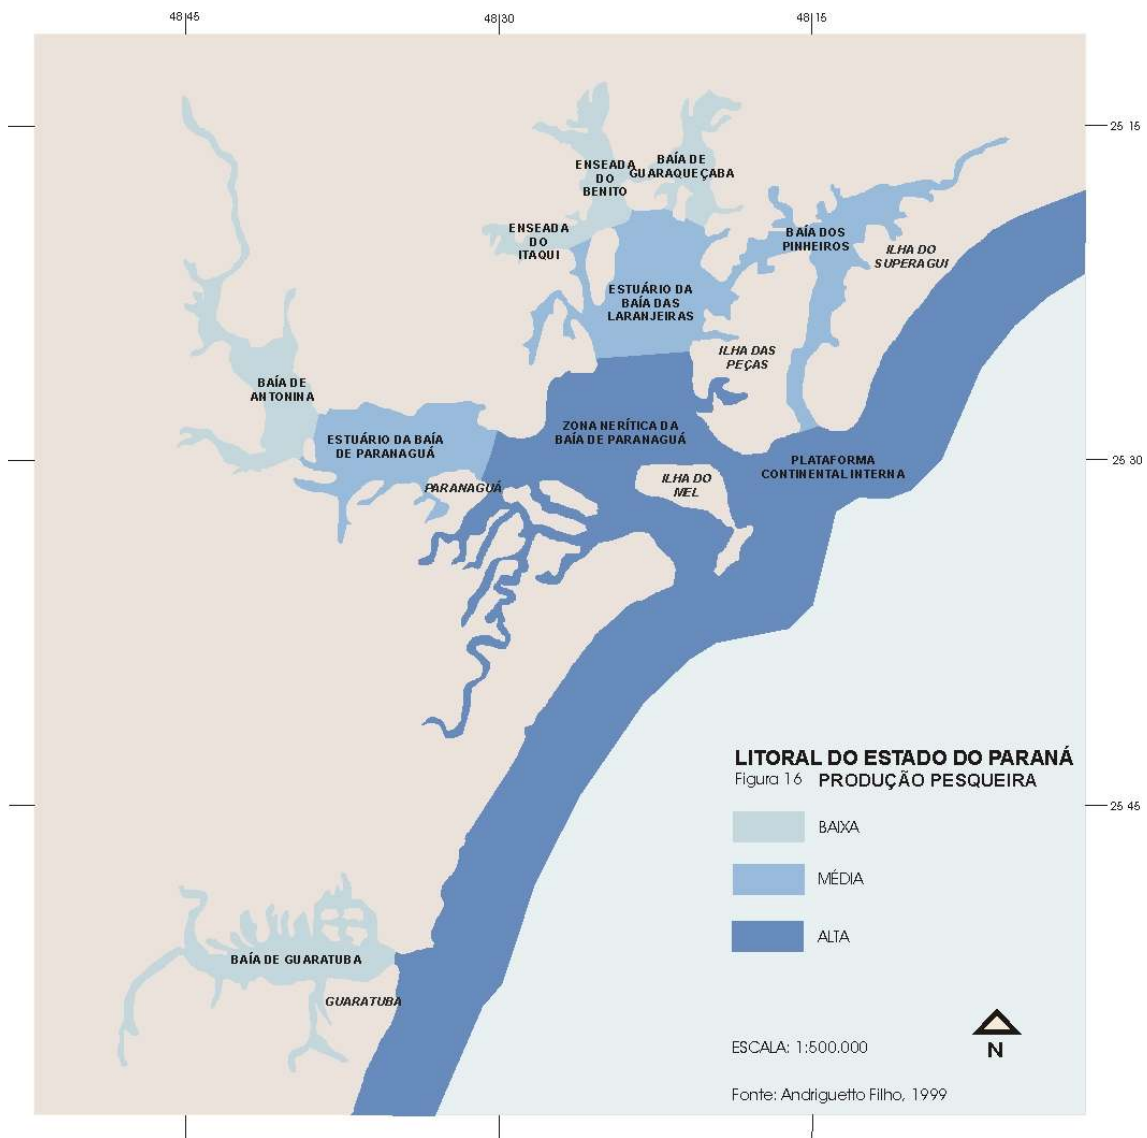 48 45
48 30
48 15
25 15
ENSEADA
DO
BENITO
BAÍA DE
GUARAQUEÇABA
ENSEADA
DO
ITAQUI
BAÍA DOS
PINHEIROS
ILHA DO
SUPERAGUI
ESTUÁRIO DA
BAÍA DAS
LARANJEIRAS
ILHA DAS
PEÇAS
BAÍA DE
ANTONINA
ESTUÁRIO DA BAÍA
DE PARANAGUÁ
ZONA NERÍTICA DA
BAÍA DE PARANAGUÁ
PLATAFORMA
CONTINENTAL INTERNA
25 30
PARANAGUÁ
ILHA DO
MEL
LITORAL DO ESTADO DO PARANÁ
Figura 16 PRODUÇÃO PESQUEIRA
25 45
BAIXA
MÉDIA
ALTA
BAÍA DE GUARATUBA
GUARATUBA
N
ESCALA: 1:500.000
Fonte: Andriguetto Filho, 1999